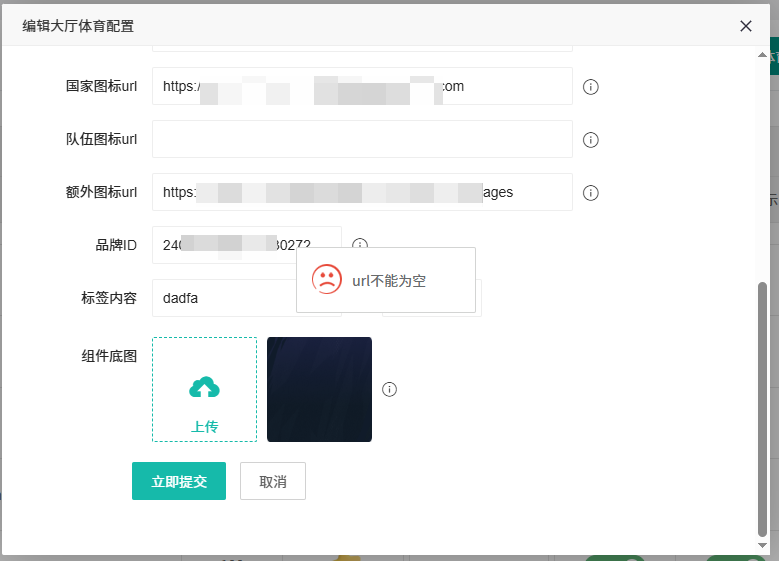 编辑大厅体育配置
国家图标url
https:/
com
队伍图标url
额外图标url
https:
ages
品牌ID
url不能为空
标签内容
dadfa
组件底图
上传
立即提交
取消